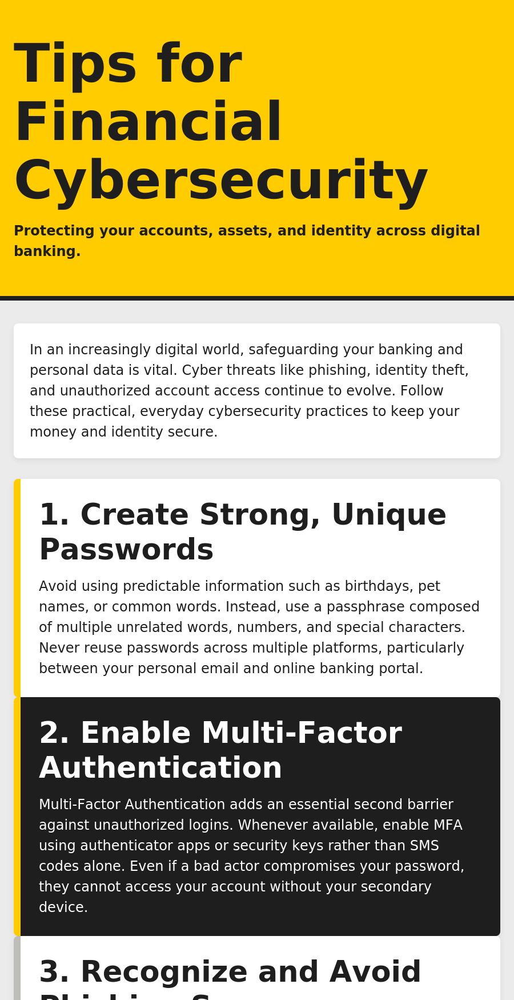 Tips for
Financial
Cybersecurity
Protecting your accounts, assets, and identity across digital
banking.
In an increasingly digital world, safeguarding your banking and
personal data is vital. Cyber threats like phishing, identity theft,
and unauthorized account access continue to evolve. Follow
these practical, everyday cybersecurity practices to keep your
money and identity secure.
1. Create Strong, Unique
Passwords
Avoid using predictable information such as birthdays, pet
names, or common words. Instead, use a passphrase composed
of multiple unrelated words, numbers, and special characters.
Never reuse passwords across multiple platforms, particularly
between your personal email and online banking portal.
2. Enable Multi-Factor
Authentication
Multi-Factor Authentication adds an essential second barrier
against unauthorized logins. Whenever available, enable MFA
using authenticator apps or security keys rather than SMS
codes alone. Even if a bad actor compromises your password,
they cannot access your account without your secondary
device.
3. Recognize and Avoid